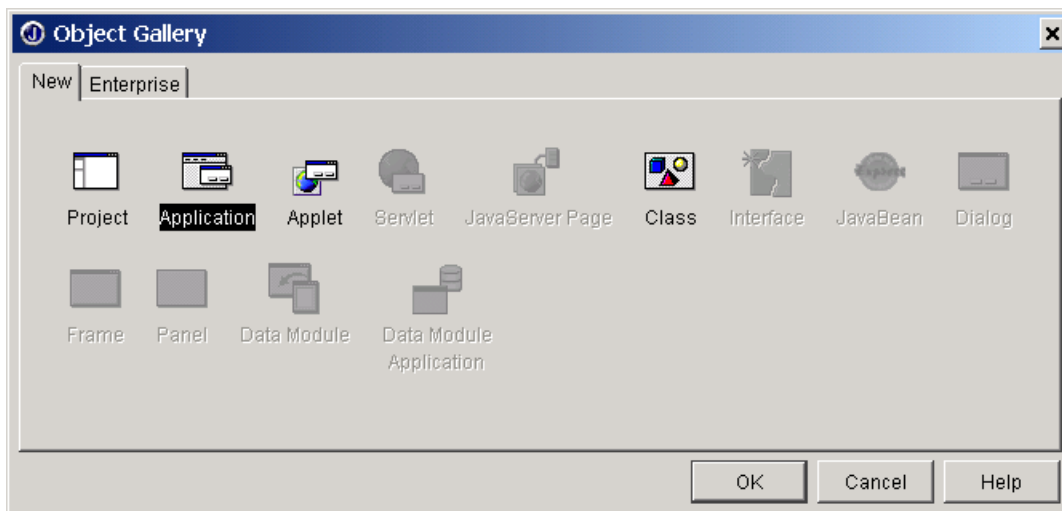 Object Gallery
New Enterprise
Project Application Applet Servlet JavaServer Page Class Interface JavaBean Dialog
Frame Panel Data Module Data Module
Application
OK Cancel Help